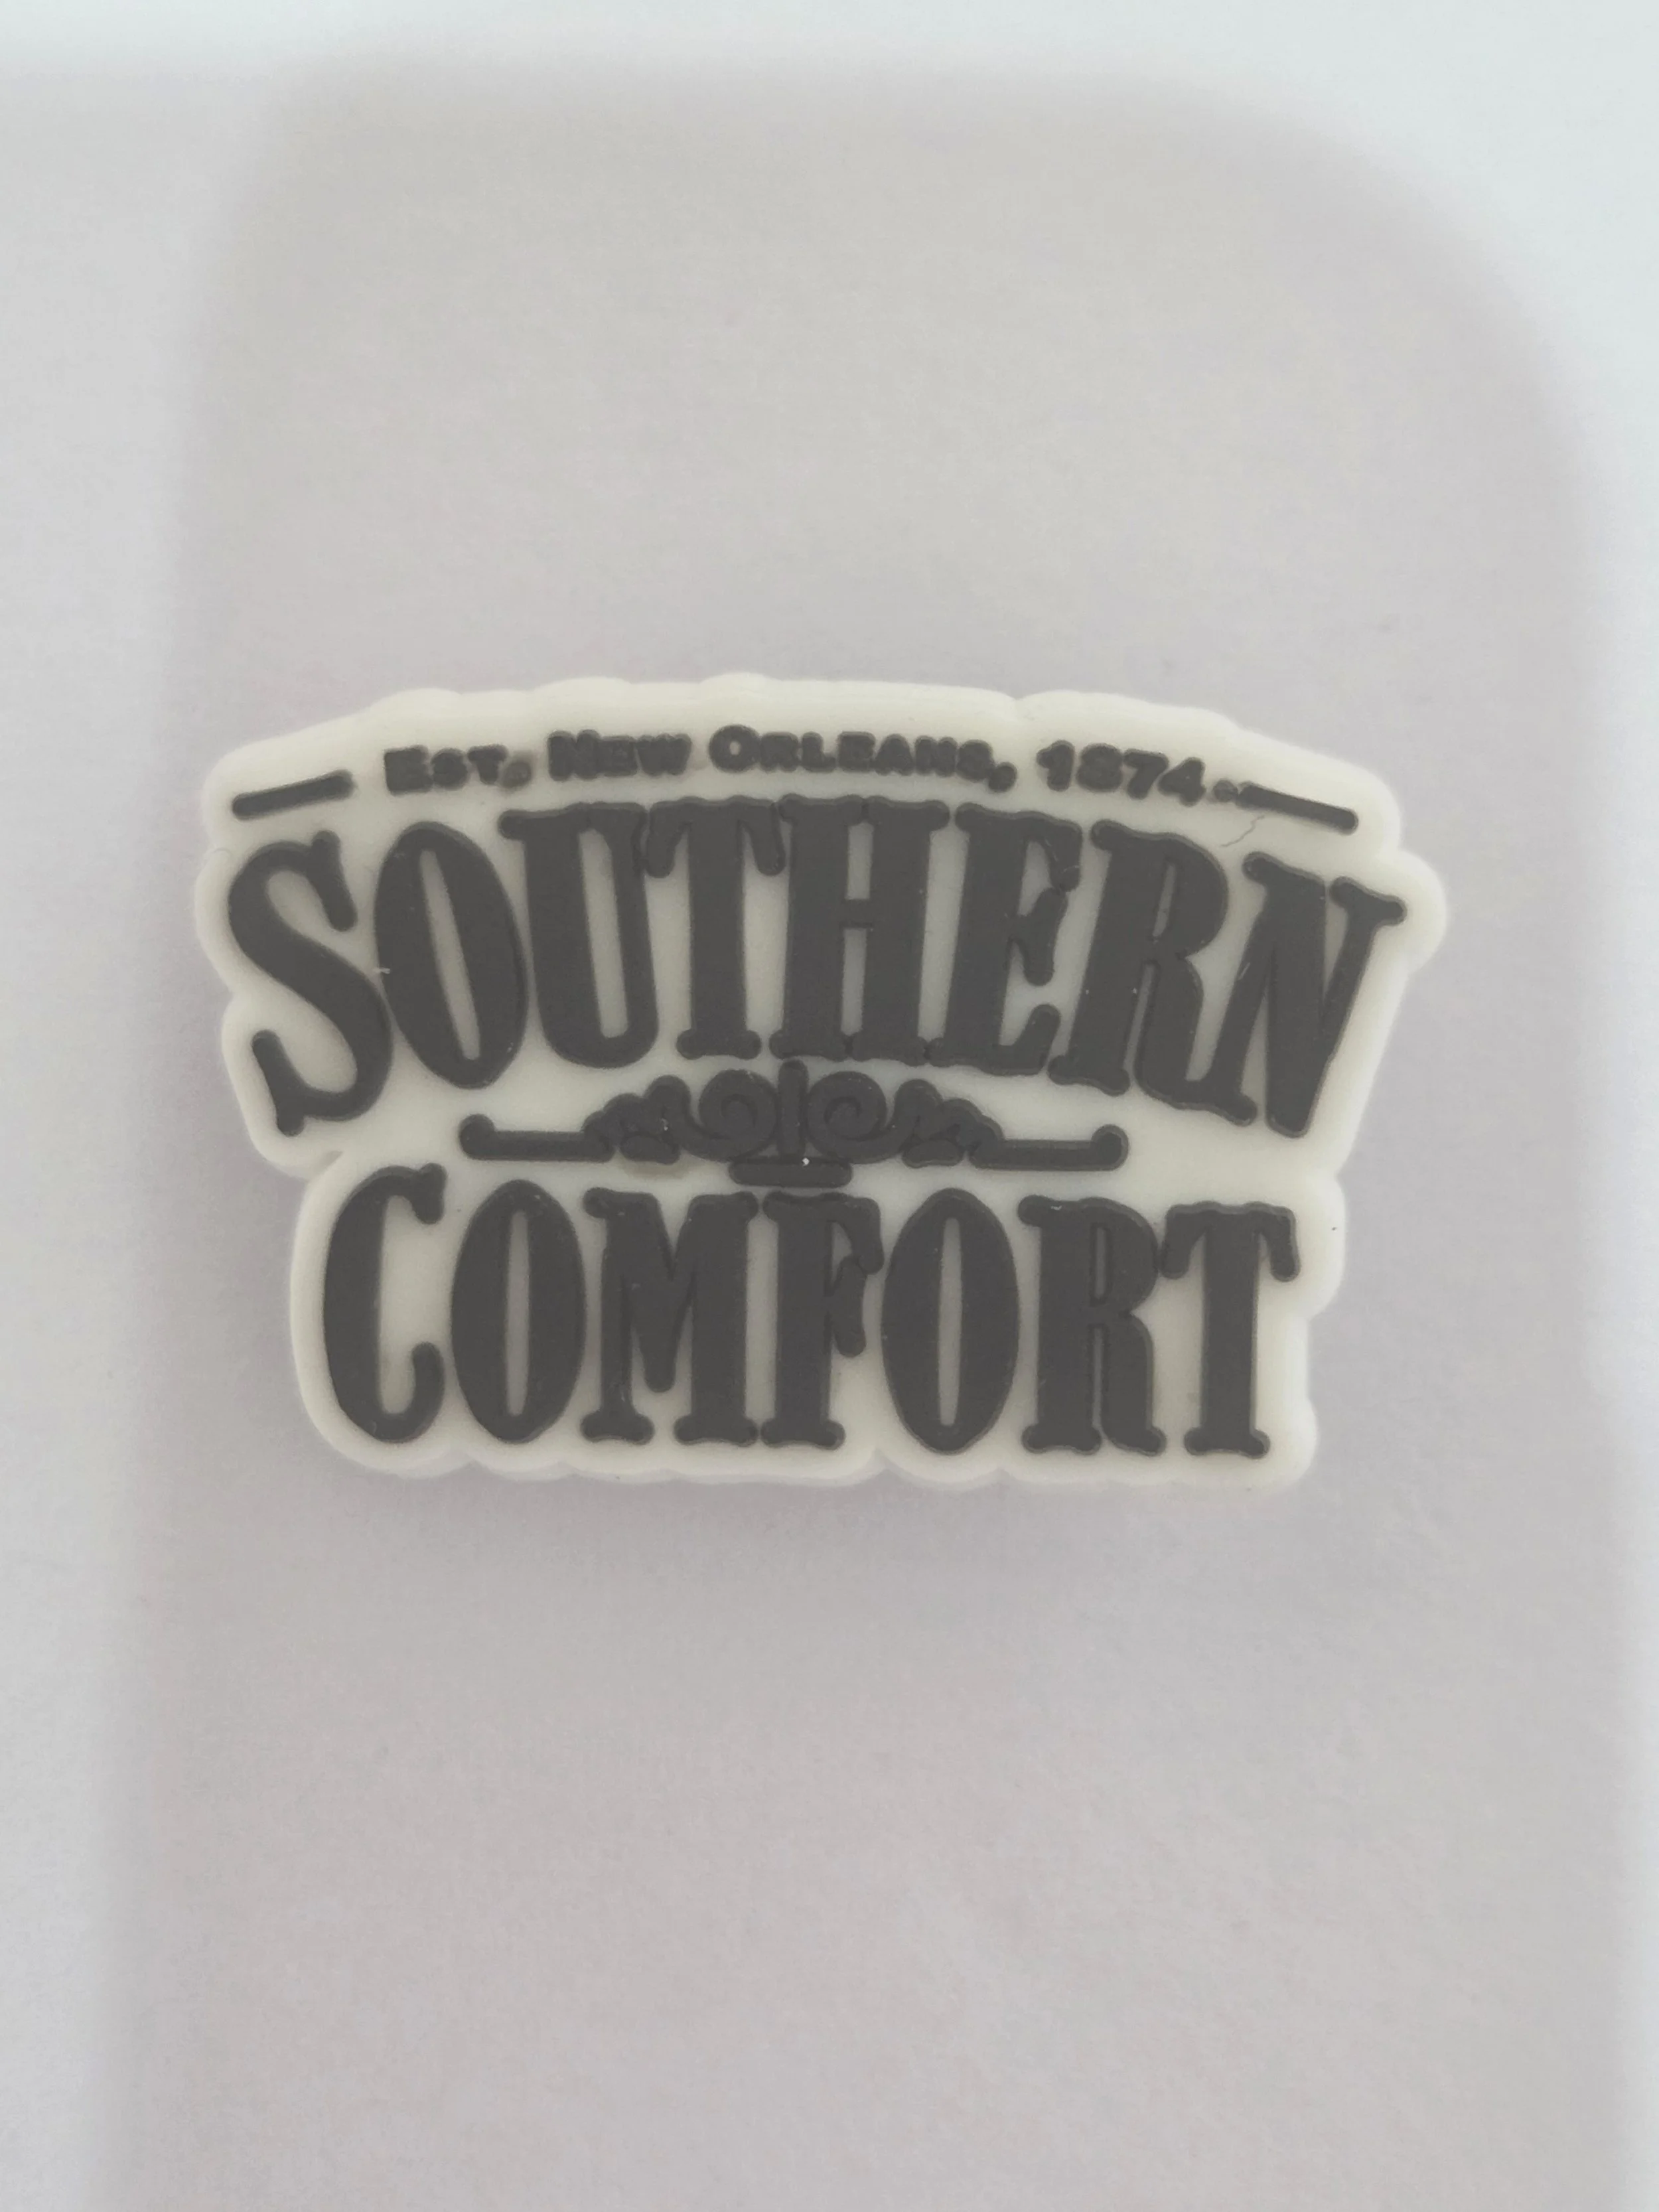 Est. New Orleans, 1874.
SOUTHERN
COMFORT